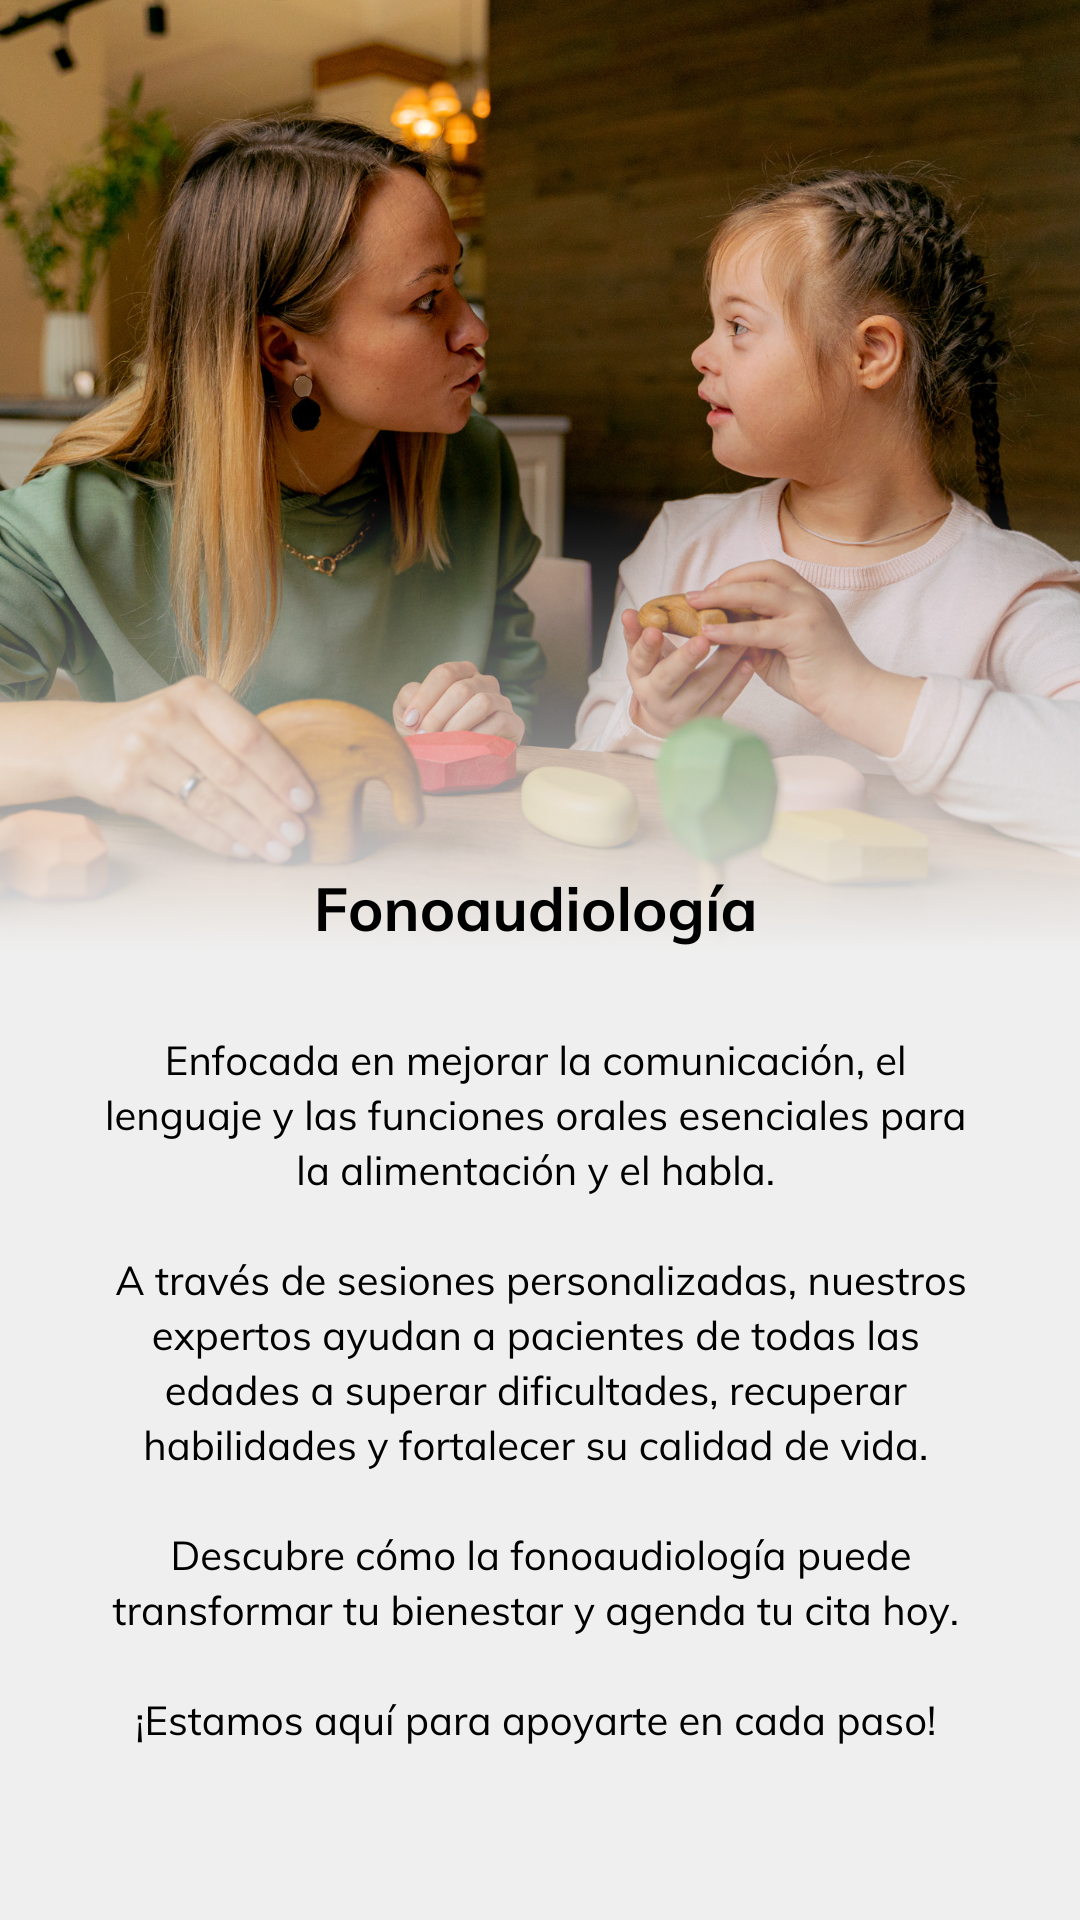 Fonoaudiología
Enfocada en mejorar la comunicación, el
lenguaje y las funciones orales esenciales para
la alimentación y el habla.
A través de sesiones personalizadas, nuestros
expertos ayudan a pacientes de todas las
edades a superar dificultades, recuperar
habilidades y fortalecer su calidad de vida.
Descubre cómo la fonoaudiología puede
transformar tu bienestar y agenda tu cita hoy.
¡Estamos aquí para apoyarte en cada paso!